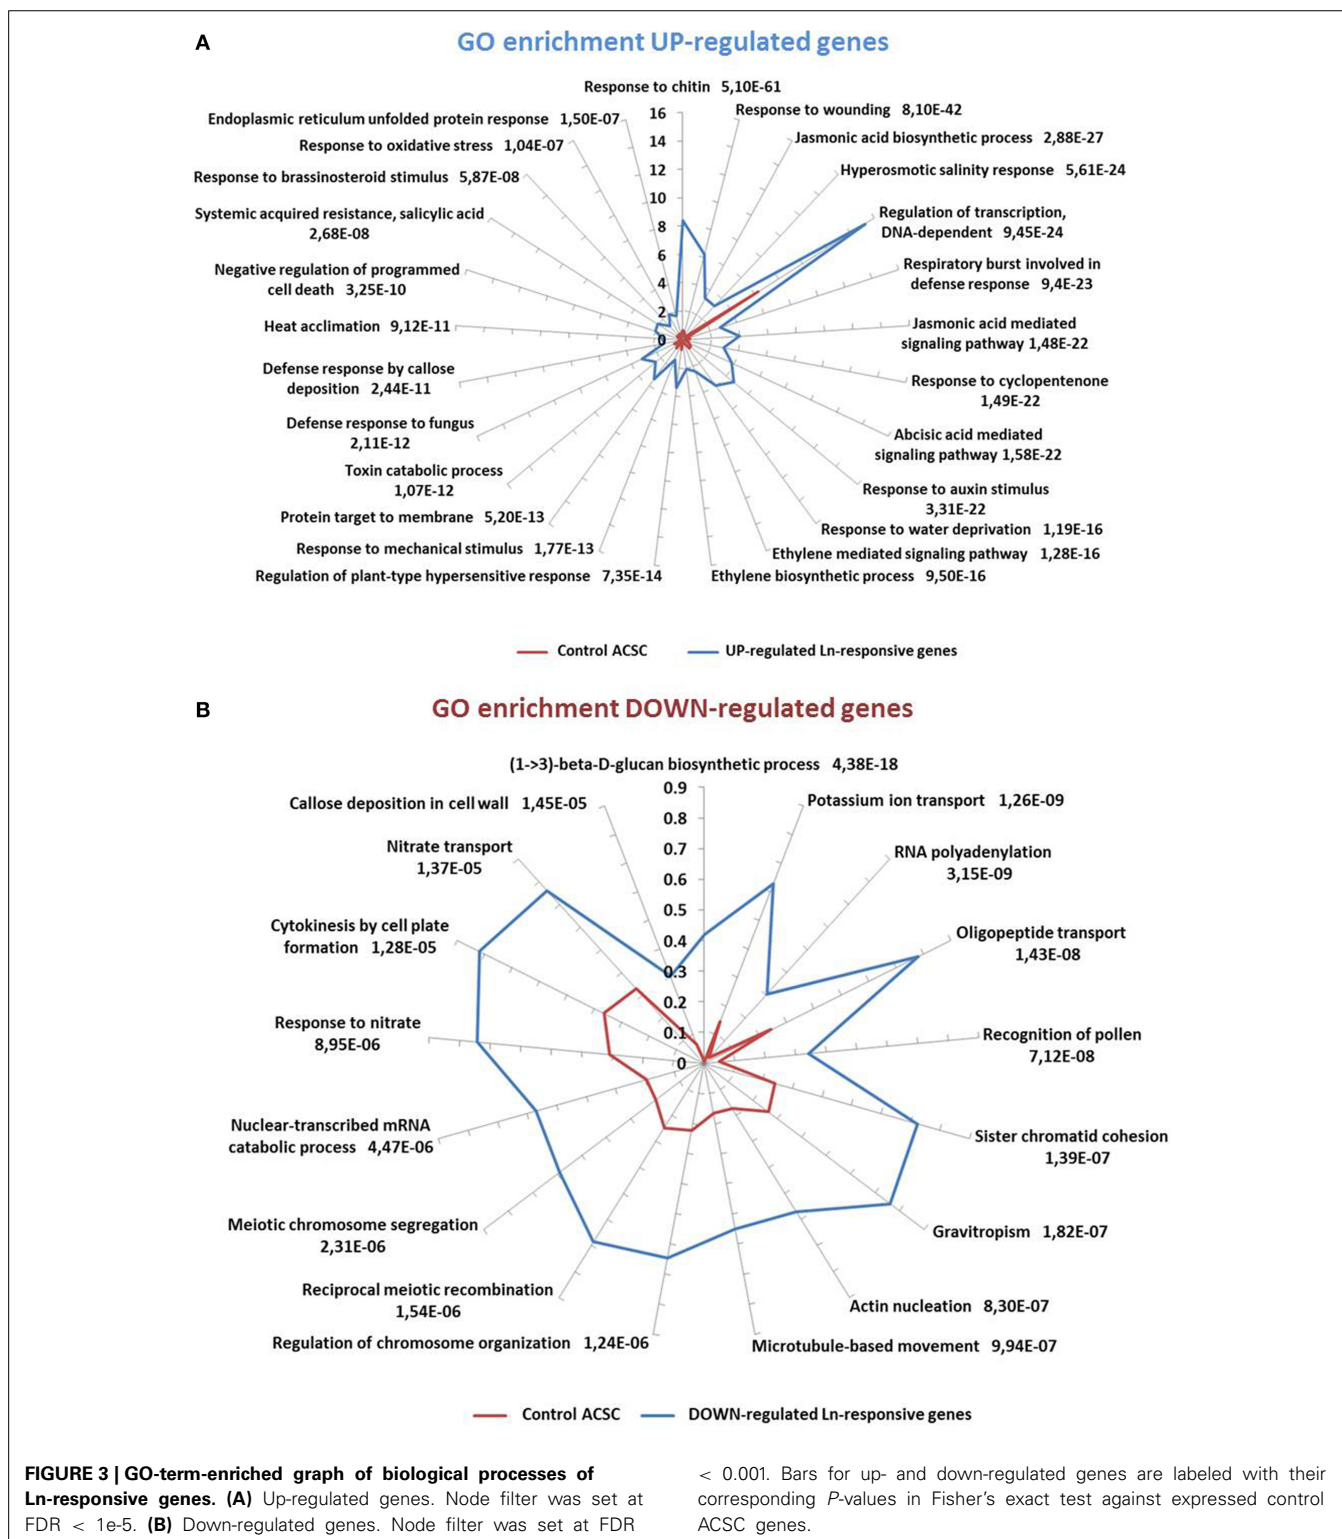 A
GO enrichment UP-regulated genes
Response to chitin 5,10E-61
Response to wounding 8,10E-42
Jasmonic acid biosynthetic process 2,88E-27
Hyperosmotic salinity response 5,61E-24
Regulation of transcription,
DNA-dependent 9,45E-24
Respiratory burst involved in
defense response 9,4E-23
Jasmonic acid mediated
signaling pathway 1,48E-22
Response to cyclopentenone
1,49E-22
Abcisic acid mediated
signaling pathway 1,58E-22
Response to auxin stimulus
3,31E-22
Response to water deprivation 1,19E-16
Ethylene mediated signaling pathway 1,28E-16
Ethylene biosynthetic process 9,50E-16
Regulation of plant-type hypersensitive response 7,35E-14
Response to mechanical stimulus 1,77E-13
Protein target to membrane 5,20E-13
Toxin catabolic process
1,07E-12
Defense response to fungus
2,11E-12
Defense response by callose
deposition 2,44E-11
Heat acclimation 9,12E-11
Negative regulation of programmed
cell death 3,25E-10
Systemic acquired resistance, salicylic acid
2,68E-08
Response to brassinosteroid stimulus 5,87E-08
Response to oxidative stress 1,04E-07
Endoplasmic reticulum unfolded protein response 1,50E-07
16
14
12
10
8
6
4
2
0
Control ACSC UP-regulated Ln-responsive genes
B
GO enrichment DOWN-regulated genes
(1->3)-beta-D-glucan biosynthetic process 4,38E-18
Potassium ion transport 1,26E-09
RNA polyadenylation
3,15E-09
Oligopeptide transport
1,43E-08
Recognition of pollen
7,12E-08
Sister chromatid cohesion
1,39E-07
Gravitropism 1,82E-07
Actin nucleation 8,30E-07
Microtubule-based movement 9,94E-07
Regulation of chromosome organization 1,24E-06
Reciprocal meiotic recombination
1,54E-06
Meiotic chromosome segregation
2,31E-06
Nuclear-transcribed mRNA
catabolic process 4,47E-06
Response to nitrate
8,95E-06
Cytokinesis by cell plate
formation 1,28E-05
Nitrate transport
1,37E-05
Callose deposition in cell wall 1,45E-05
0.9
0.8
0.7
0.6
0.5
0.4
0.3
0.2
0.1
0
Control ACSC DOWN-regulated Ln-responsive genes
FIGURE 3 | GO-term-enriched graph of biological processes of
Ln-responsive genes. (A) Up-regulated genes. Node filter was set at
FDR < 1e-5. (B) Down-regulated genes. Node filter was set at FDR
< 0.001. Bars for up- and down-regulated genes are labeled with their
corresponding P-values in Fisher's exact test against expressed control
ACSC genes.